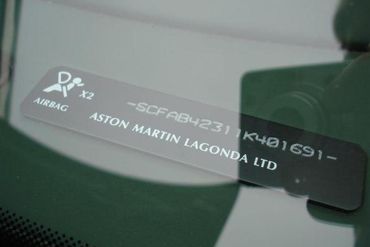 X2
-SCFAB42311K401691-
AIRBAG
ASTON MARTIN LAGONDA LTD